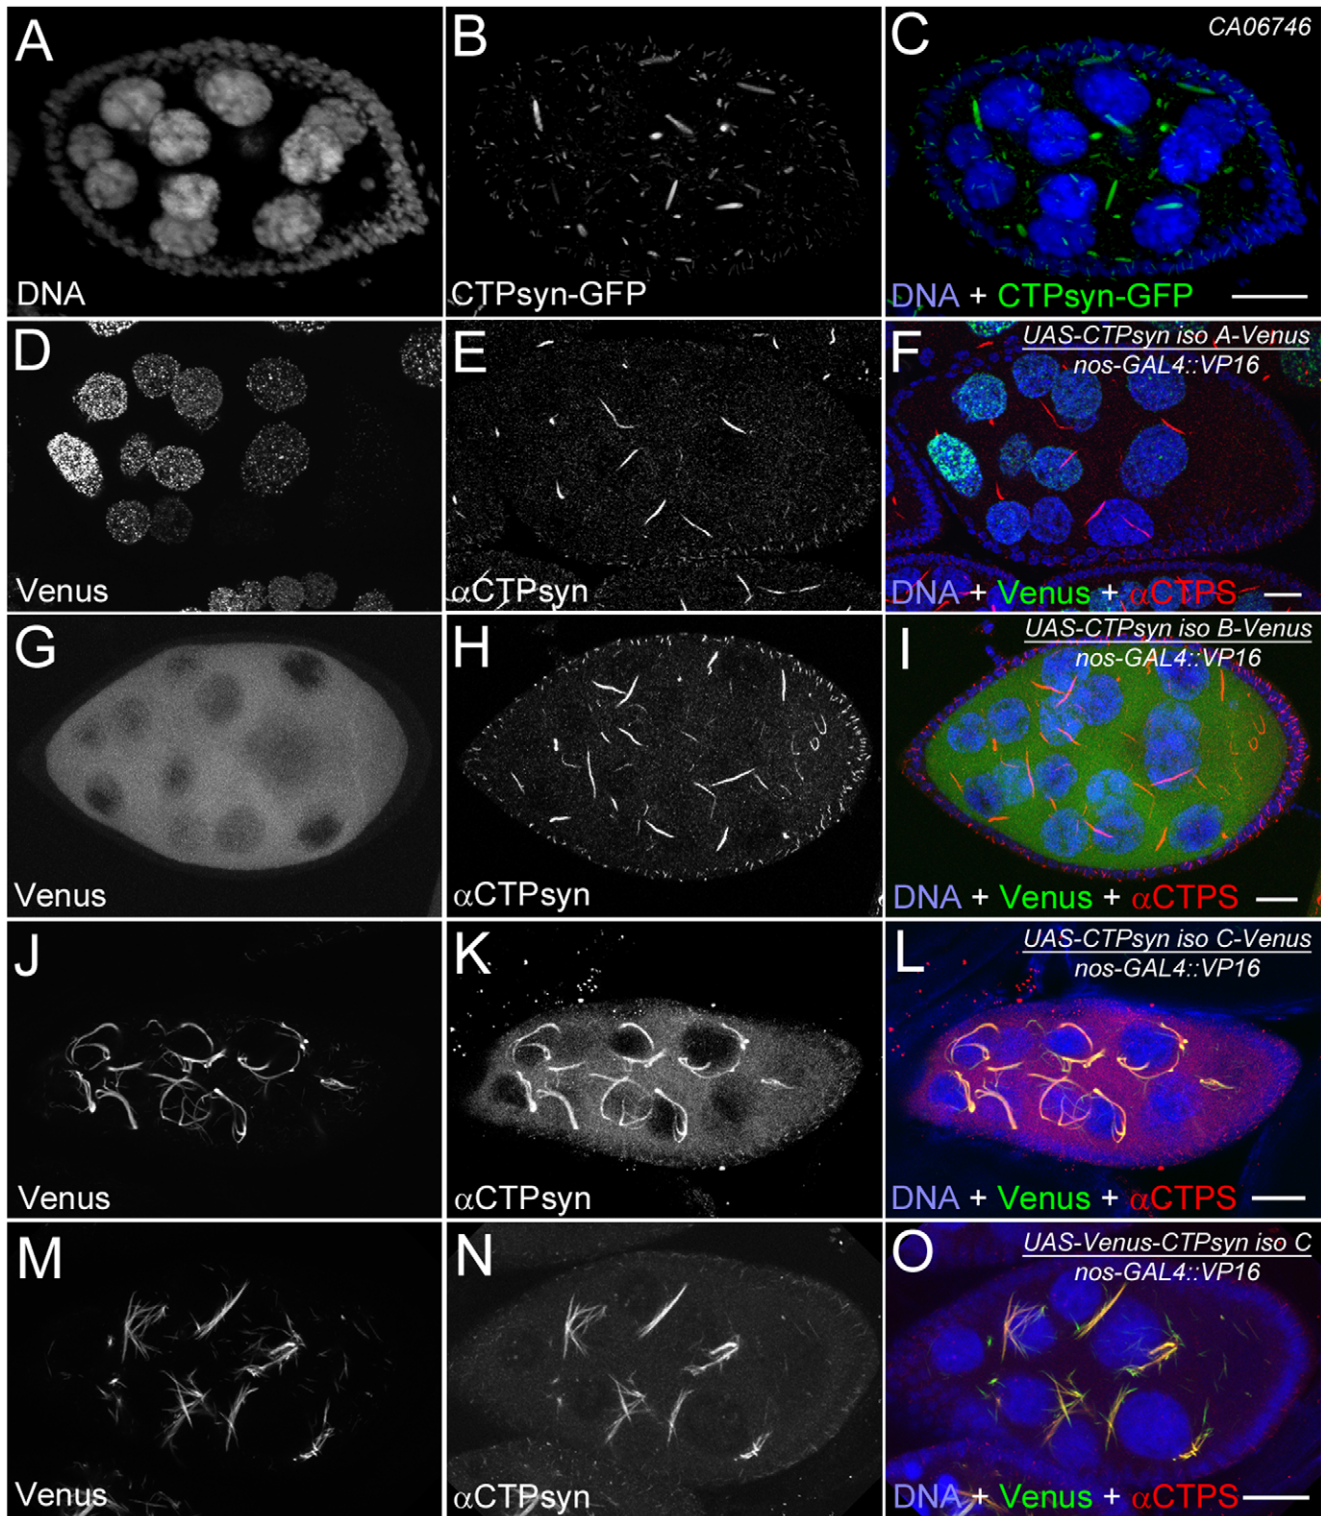 A
DNA
B
CTPsyn-GFP
C
CA06746
DNA + CTPsyn-GFP
D
Venus
E
αCTPsyn
F
UAS-CTPsyn iso A-Venus
nos-GAL4::VP16
DNA + Venus + αCTPS
G
Venus
H
αCTPsyn
I
UAS-CTPsyn iso B-Venus
nos-GAL4::VP16
DNA + Venus + αCTPS
J
Venus
K
αCTPsyn
L
UAS-CTPsyn iso C-Venus
nos-GAL4::VP16
DNA + Venus + αCTPS
M
Venus
N
αCTPsyn
O
UAS-Venus-CTPsyn iso C
nos-GAL4::VP16
DNA + Venus + αCTPS